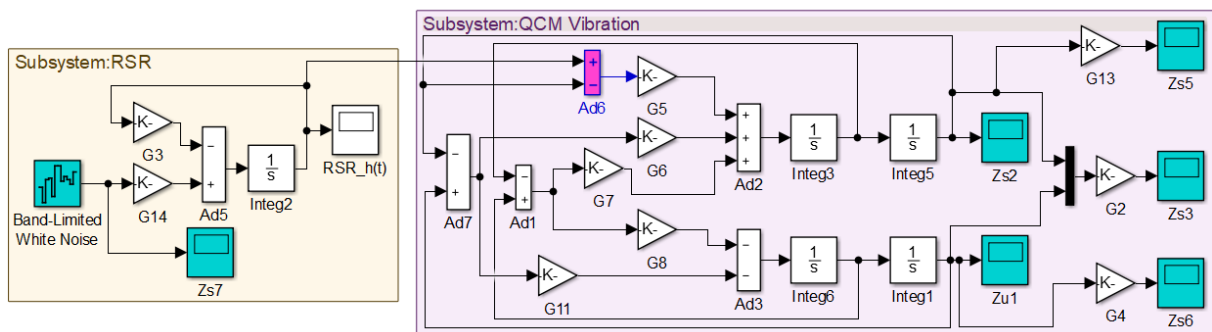 Subsystem:RSR
K-
G3
Band-Limited
White Noise
K-
G14
−
+
Ad5
1
s
Integ2
RSR_h(t)
Zs7
Subsystem:QCM Vibration
+
−
Ad6
K-
G5
K-
G6
K-
G7
K-
G8
K-
G11
−
+
Ad7
−
+
Ad1
+
+
+
Ad2
−
−
Ad3
1
s
Integ3
1
s
Integ5
1
s
Integ6
1
s
Integ1
Zs2
Zu1
K-
G13
Zs5
K-
G2
Zs3
K-
G4
Zs6